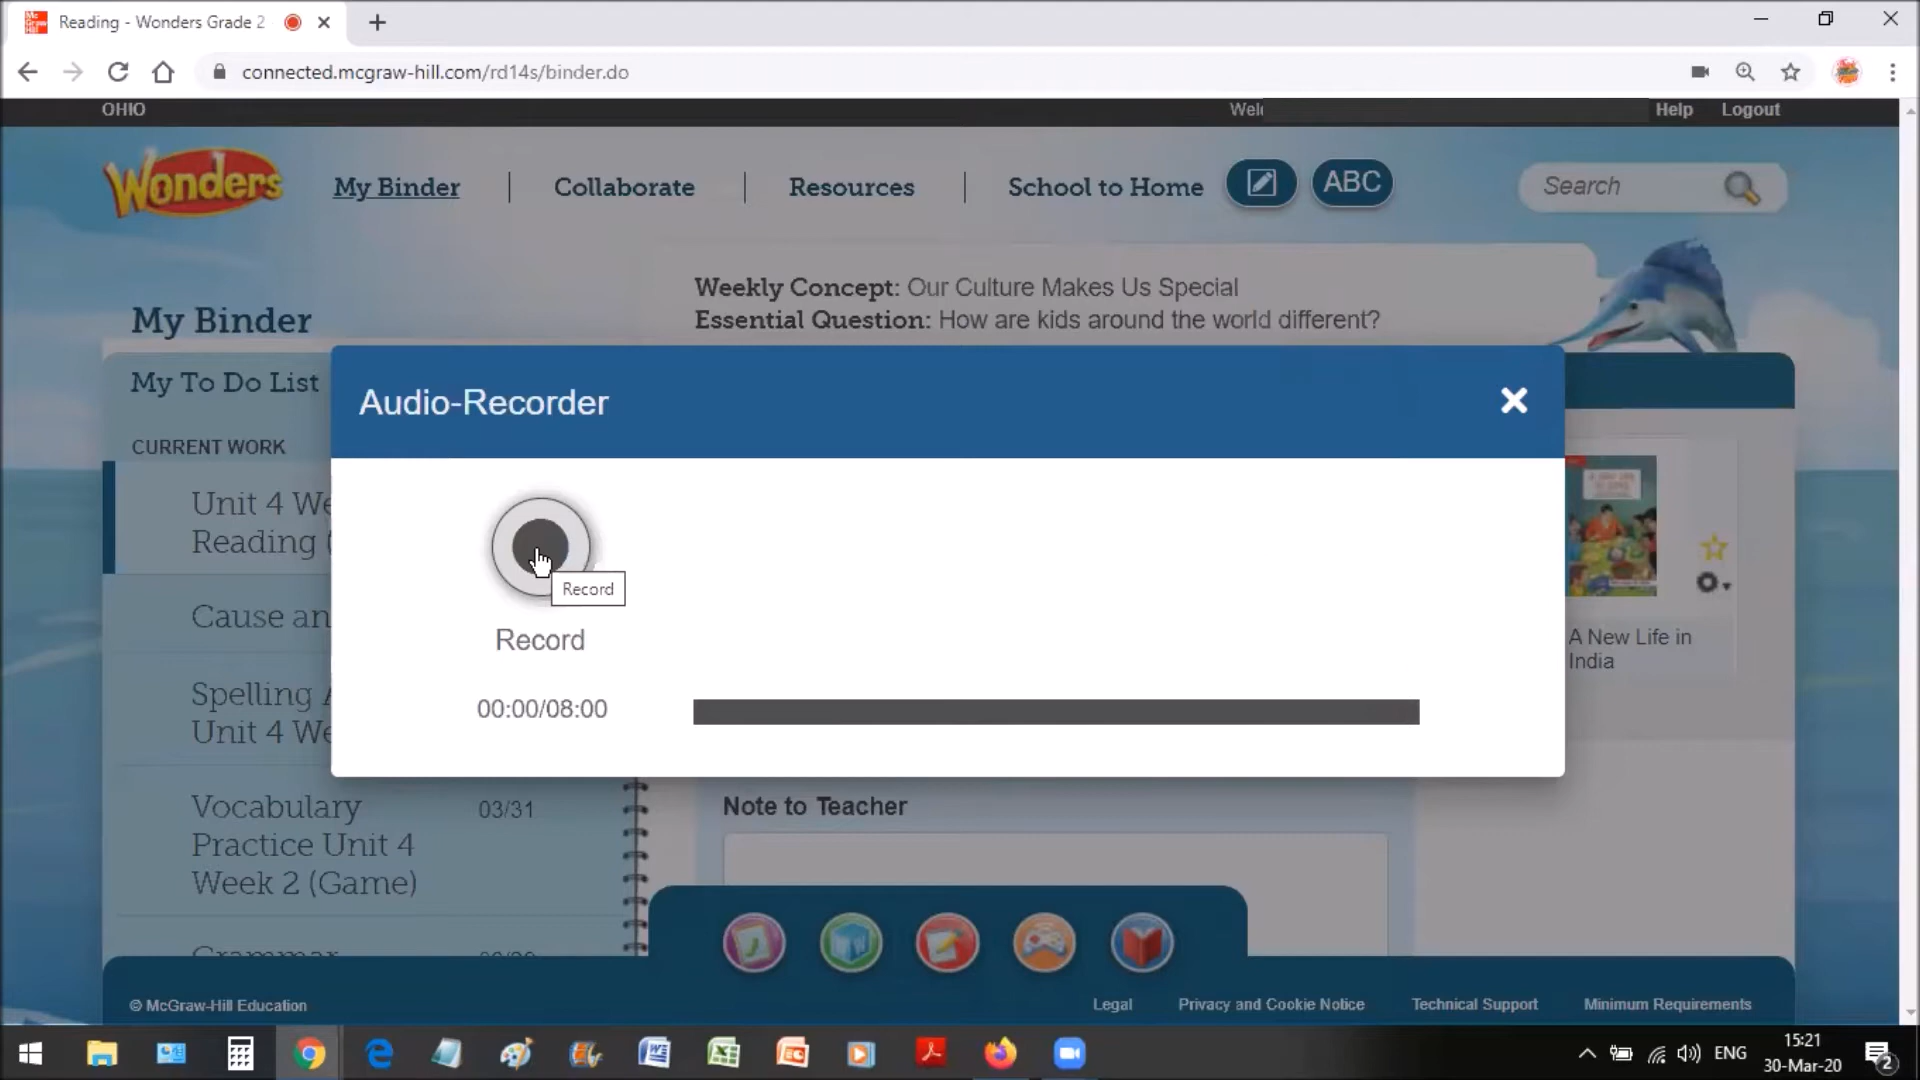 Reading - Wonders Grade 2
connected.mcgraw-hill.com/rd14s/binder.do
OHIO
Help
Logout
Wonders
My Binder
Collaborate
Resources
School to Home
ABC
Search
Weekly Concept: Our Culture Makes Us Special
Essential Question: How are kids around the world different?
My Binder
My To Do List
Audio-Recorder
CURRENT WORK
Unit 4
Reading
Cause
Spelling
Unit 4
Record
Record
00:00/08:00
A New Life in
India
Vocabulary 03/31
Practice Unit 4
Week 2 (Game)
Grammar
Note to Teacher
© McGraw-Hill Education
Legal
Privacy and Cookie Notice
Technical Support
Minimum Requirements
ENG
15:21
30-Mar-20
2